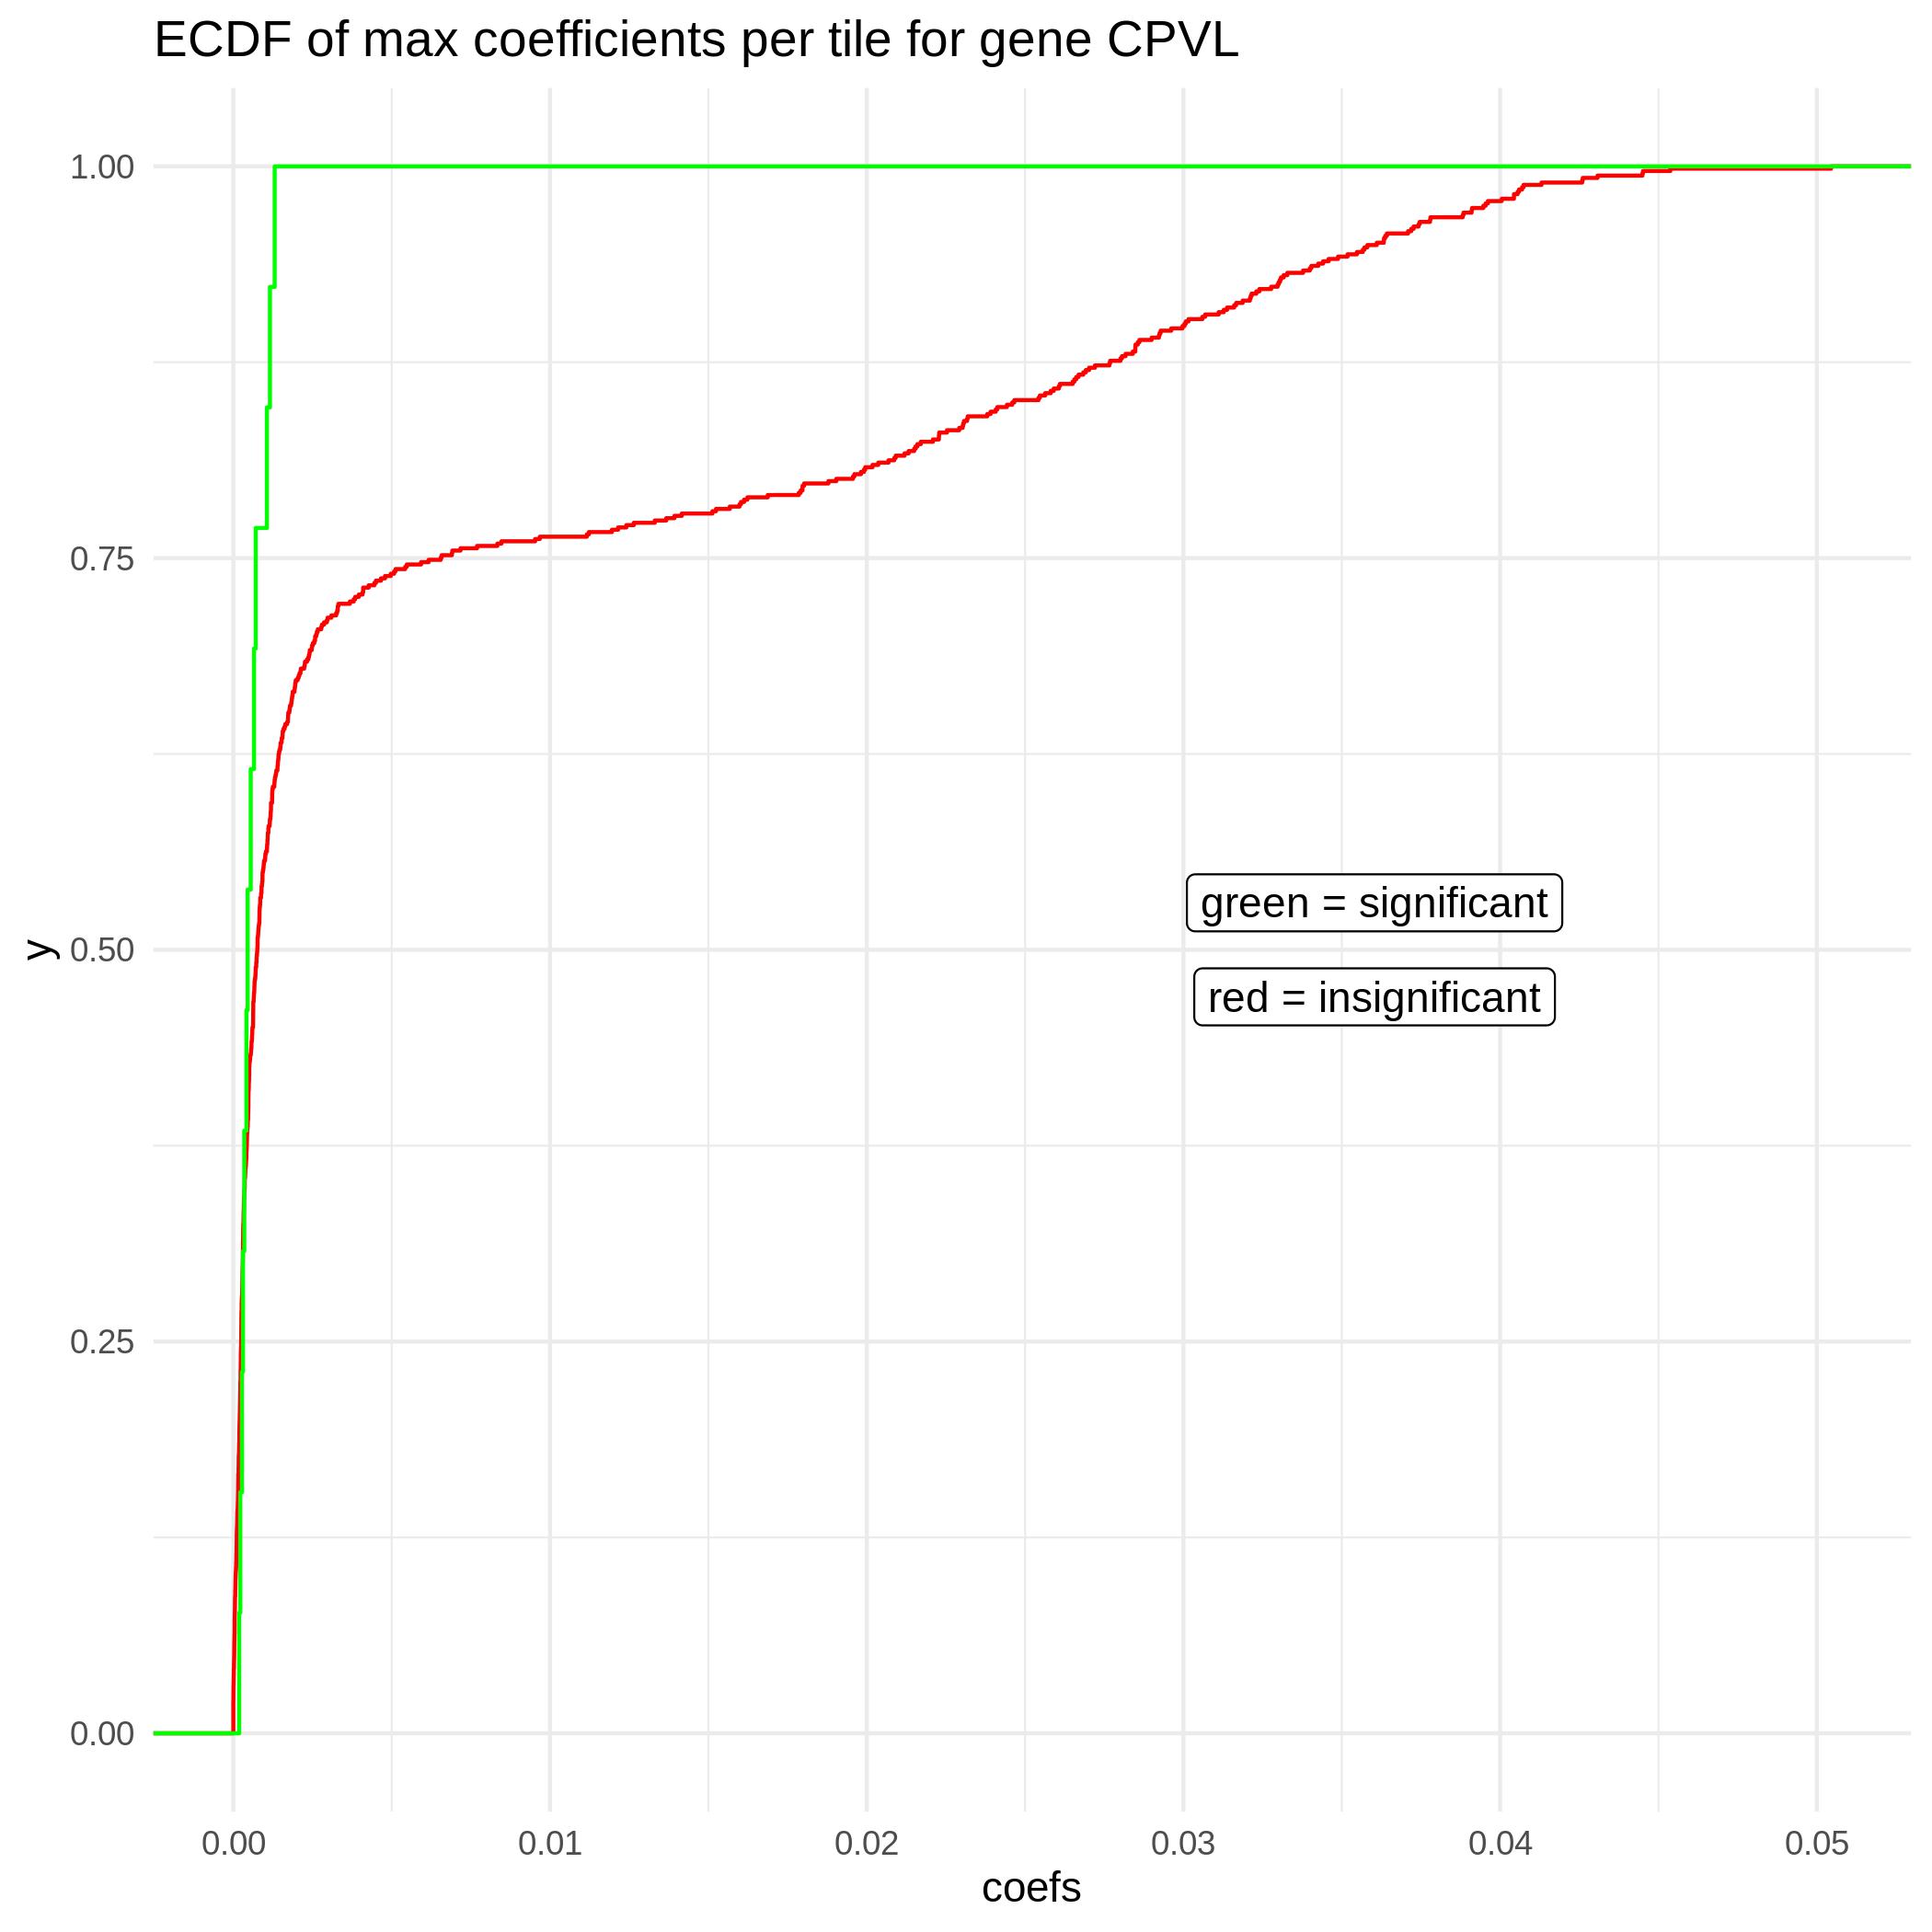 ECDF of max coefficients per tile for gene CPVL
1.00
0.75
0.50
0.25
0.00
y
green = significant
red = insignificant
0.00 0.01 0.02 0.03 0.04 0.05
coefs